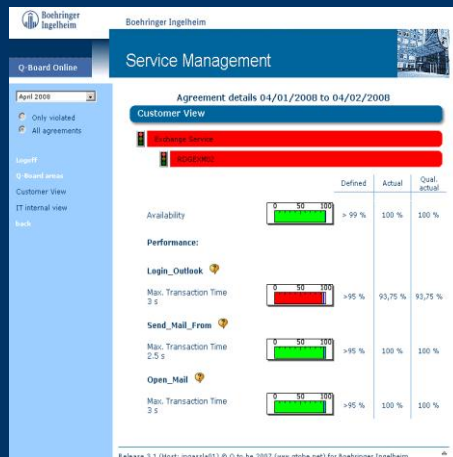 Boehringer
Ingelheim
Boehringer Ingelheim
Q-Board Online
Service Management
April 2008
Only violated
All agreements
Logoff
Q-Board areas
Customer View
IT internal view
back
Agreement details 04/01/2008 to 04/02/2008
Customer View
Exchange Service
Defined Actual Qual. actual
Availability 0 50 100 > 99 % 100 % 100 %
Performance:
Login_Outlook
Max. Transaction Time 0 50 100 >95 % 93,75 % 93,75 %
3 s
Send_Mail_From
Max. Transaction Time 0 50 100 >95 % 100 % 100 %
2.5 s
Open_Mail
Max. Transaction Time 0 50 100 >95 % 100 % 100 %
3 s